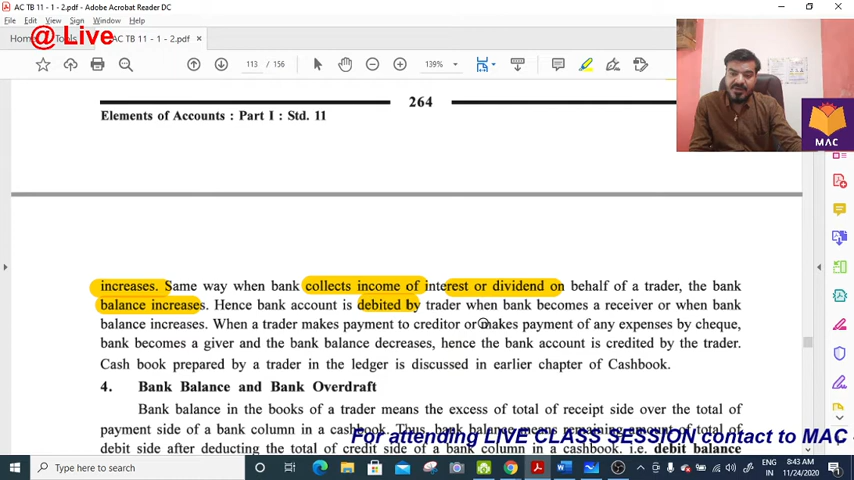 AC TB 11 - 1 - 2.pdf - Adobe Acrobat Reader DC
File Edit View Sign Window Help
@ Live
Home Tools AC TB 11 - 1 - 2.pdf ×
113 / 156 139%
264
Elements of Accounts : Part I : Std. 11
MAC
increases. Same way when bank collects income of interest or dividend on behalf of a trader, the bank
balance increases. Hence bank account is debited by trader when bank becomes a receiver or when bank
balance increases. When a trader makes payment to creditor or makes payment of any expenses by cheque,
bank becomes a giver and the bank balance decreases, hence the bank account is credited by the trader.
Cash book prepared by a trader in the ledger is discussed in earlier chapter of Cashbook.
4. Bank Balance and Bank Overdraft
Bank balance in the books of a trader means the excess of total of receipt side over the total of
payment side of a bank column in a cashbook. Thus, bank balance means remaining amount of total of
For attending LIVE CLASS SESSION contact to MAC
debit side after deducting the total of credit side of a bank column in a cashbook. i.e. debit balance
Type here to search
ENG
IN
8:43 AM
11/24/2020